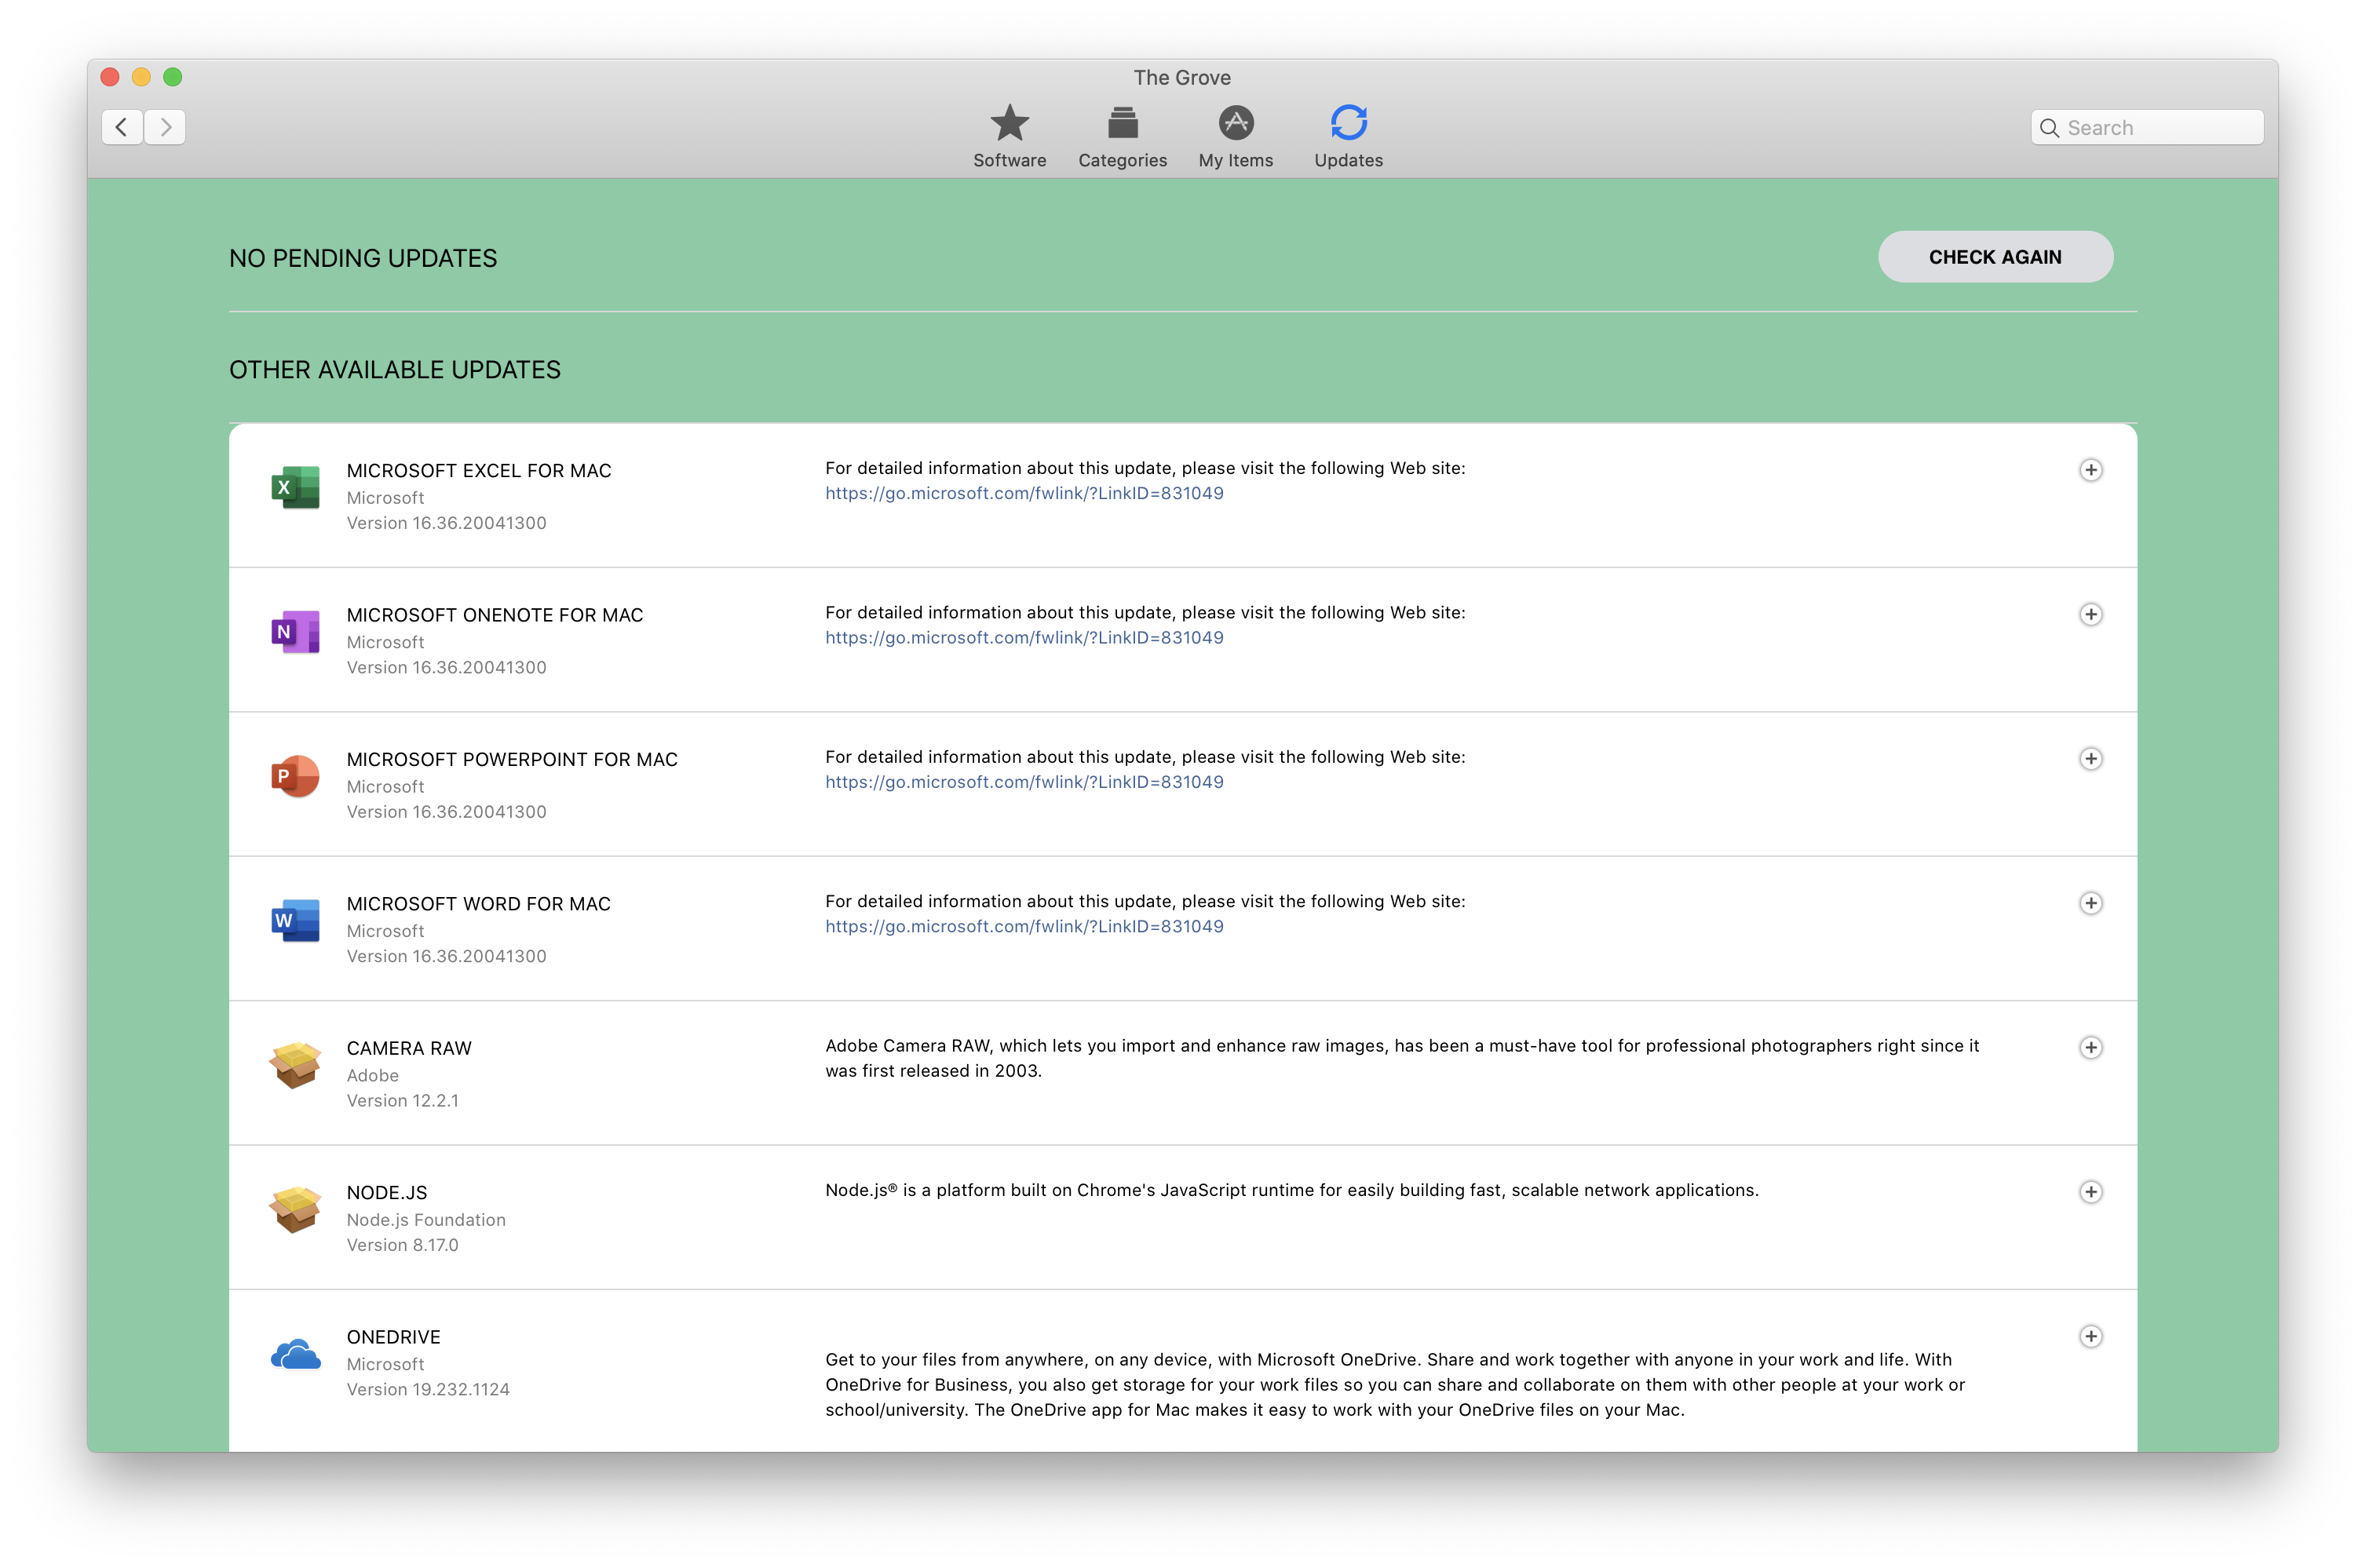 The Grove
Software
Categories
My Items
Updates
Search
NO PENDING UPDATES
CHECK AGAIN
OTHER AVAILABLE UPDATES
X
MICROSOFT EXCEL FOR MAC
Microsoft
Version 16.36.20041300
For detailed information about this update, please visit the following Web site:
https://go.microsoft.com/fwlink/?LinkID=831049
N
MICROSOFT ONENOTE FOR MAC
Microsoft
Version 16.36.20041300
For detailed information about this update, please visit the following Web site:
https://go.microsoft.com/fwlink/?LinkID=831049
P
MICROSOFT POWERPOINT FOR MAC
Microsoft
Version 16.36.20041300
For detailed information about this update, please visit the following Web site:
https://go.microsoft.com/fwlink/?LinkID=831049
W
MICROSOFT WORD FOR MAC
Microsoft
Version 16.36.20041300
For detailed information about this update, please visit the following Web site:
https://go.microsoft.com/fwlink/?LinkID=831049
CAMERA RAW
Adobe
Version 12.2.1
Adobe Camera RAW, which lets you import and enhance raw images, has been a must-have tool for professional photographers right since it
was first released in 2003.
NODE.JS
Node.js Foundation
Version 8.17.0
Node.js® is a platform built on Chrome's JavaScript runtime for easily building fast, scalable network applications.
ONEDRIVE
Microsoft
Version 19.232.1124
Get to your files from anywhere, on any device, with Microsoft OneDrive. Share and work together with anyone in your work and life. With
OneDrive for Business, you also get storage for your work files so you can share and collaborate on them with other people at your work or
school/university. The OneDrive app for Mac makes it easy to work with your OneDrive files on your Mac.